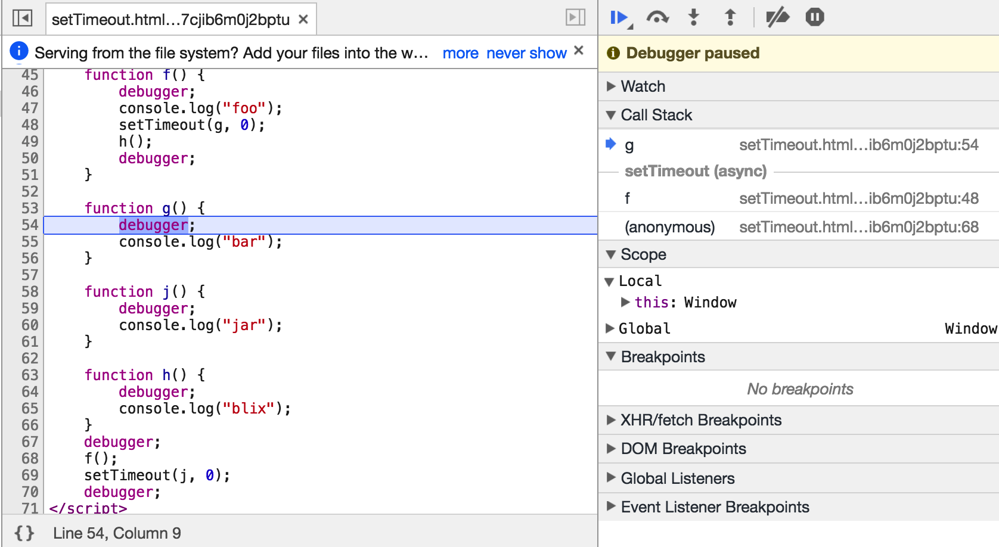 setTimeout.html…7cjib6m0j2bptu ×
Serving from the file system? Add your files into the w… more never show ×
45     function f() {
46         debugger;
47         console.log("foo");
48         setTimeout(g, 0);
49         h();
50         debugger;
51     }
52
53     function g() {
54         debugger;
55         console.log("bar");
56     }
57
58     function j() {
59         debugger;
60         console.log("jar");
61     }
62
63     function h() {
64         debugger;
65         console.log("blix");
66     }
67     debugger;
68     f();
69     setTimeout(j, 0);
70     debugger;
71 </script>
{} Line 54, Column 9
Debugger paused
Watch
Call Stack
g setTimeout.html…ib6m0j2bptu:54
setTimeout (async)
f setTimeout.html…ib6m0j2bptu:48
(anonymous) setTimeout.html…ib6m0j2bptu:68
Scope
Local
this: Window
Global Window
Breakpoints
No breakpoints
XHR/fetch Breakpoints
DOM Breakpoints
Global Listeners
Event Listener Breakpoints